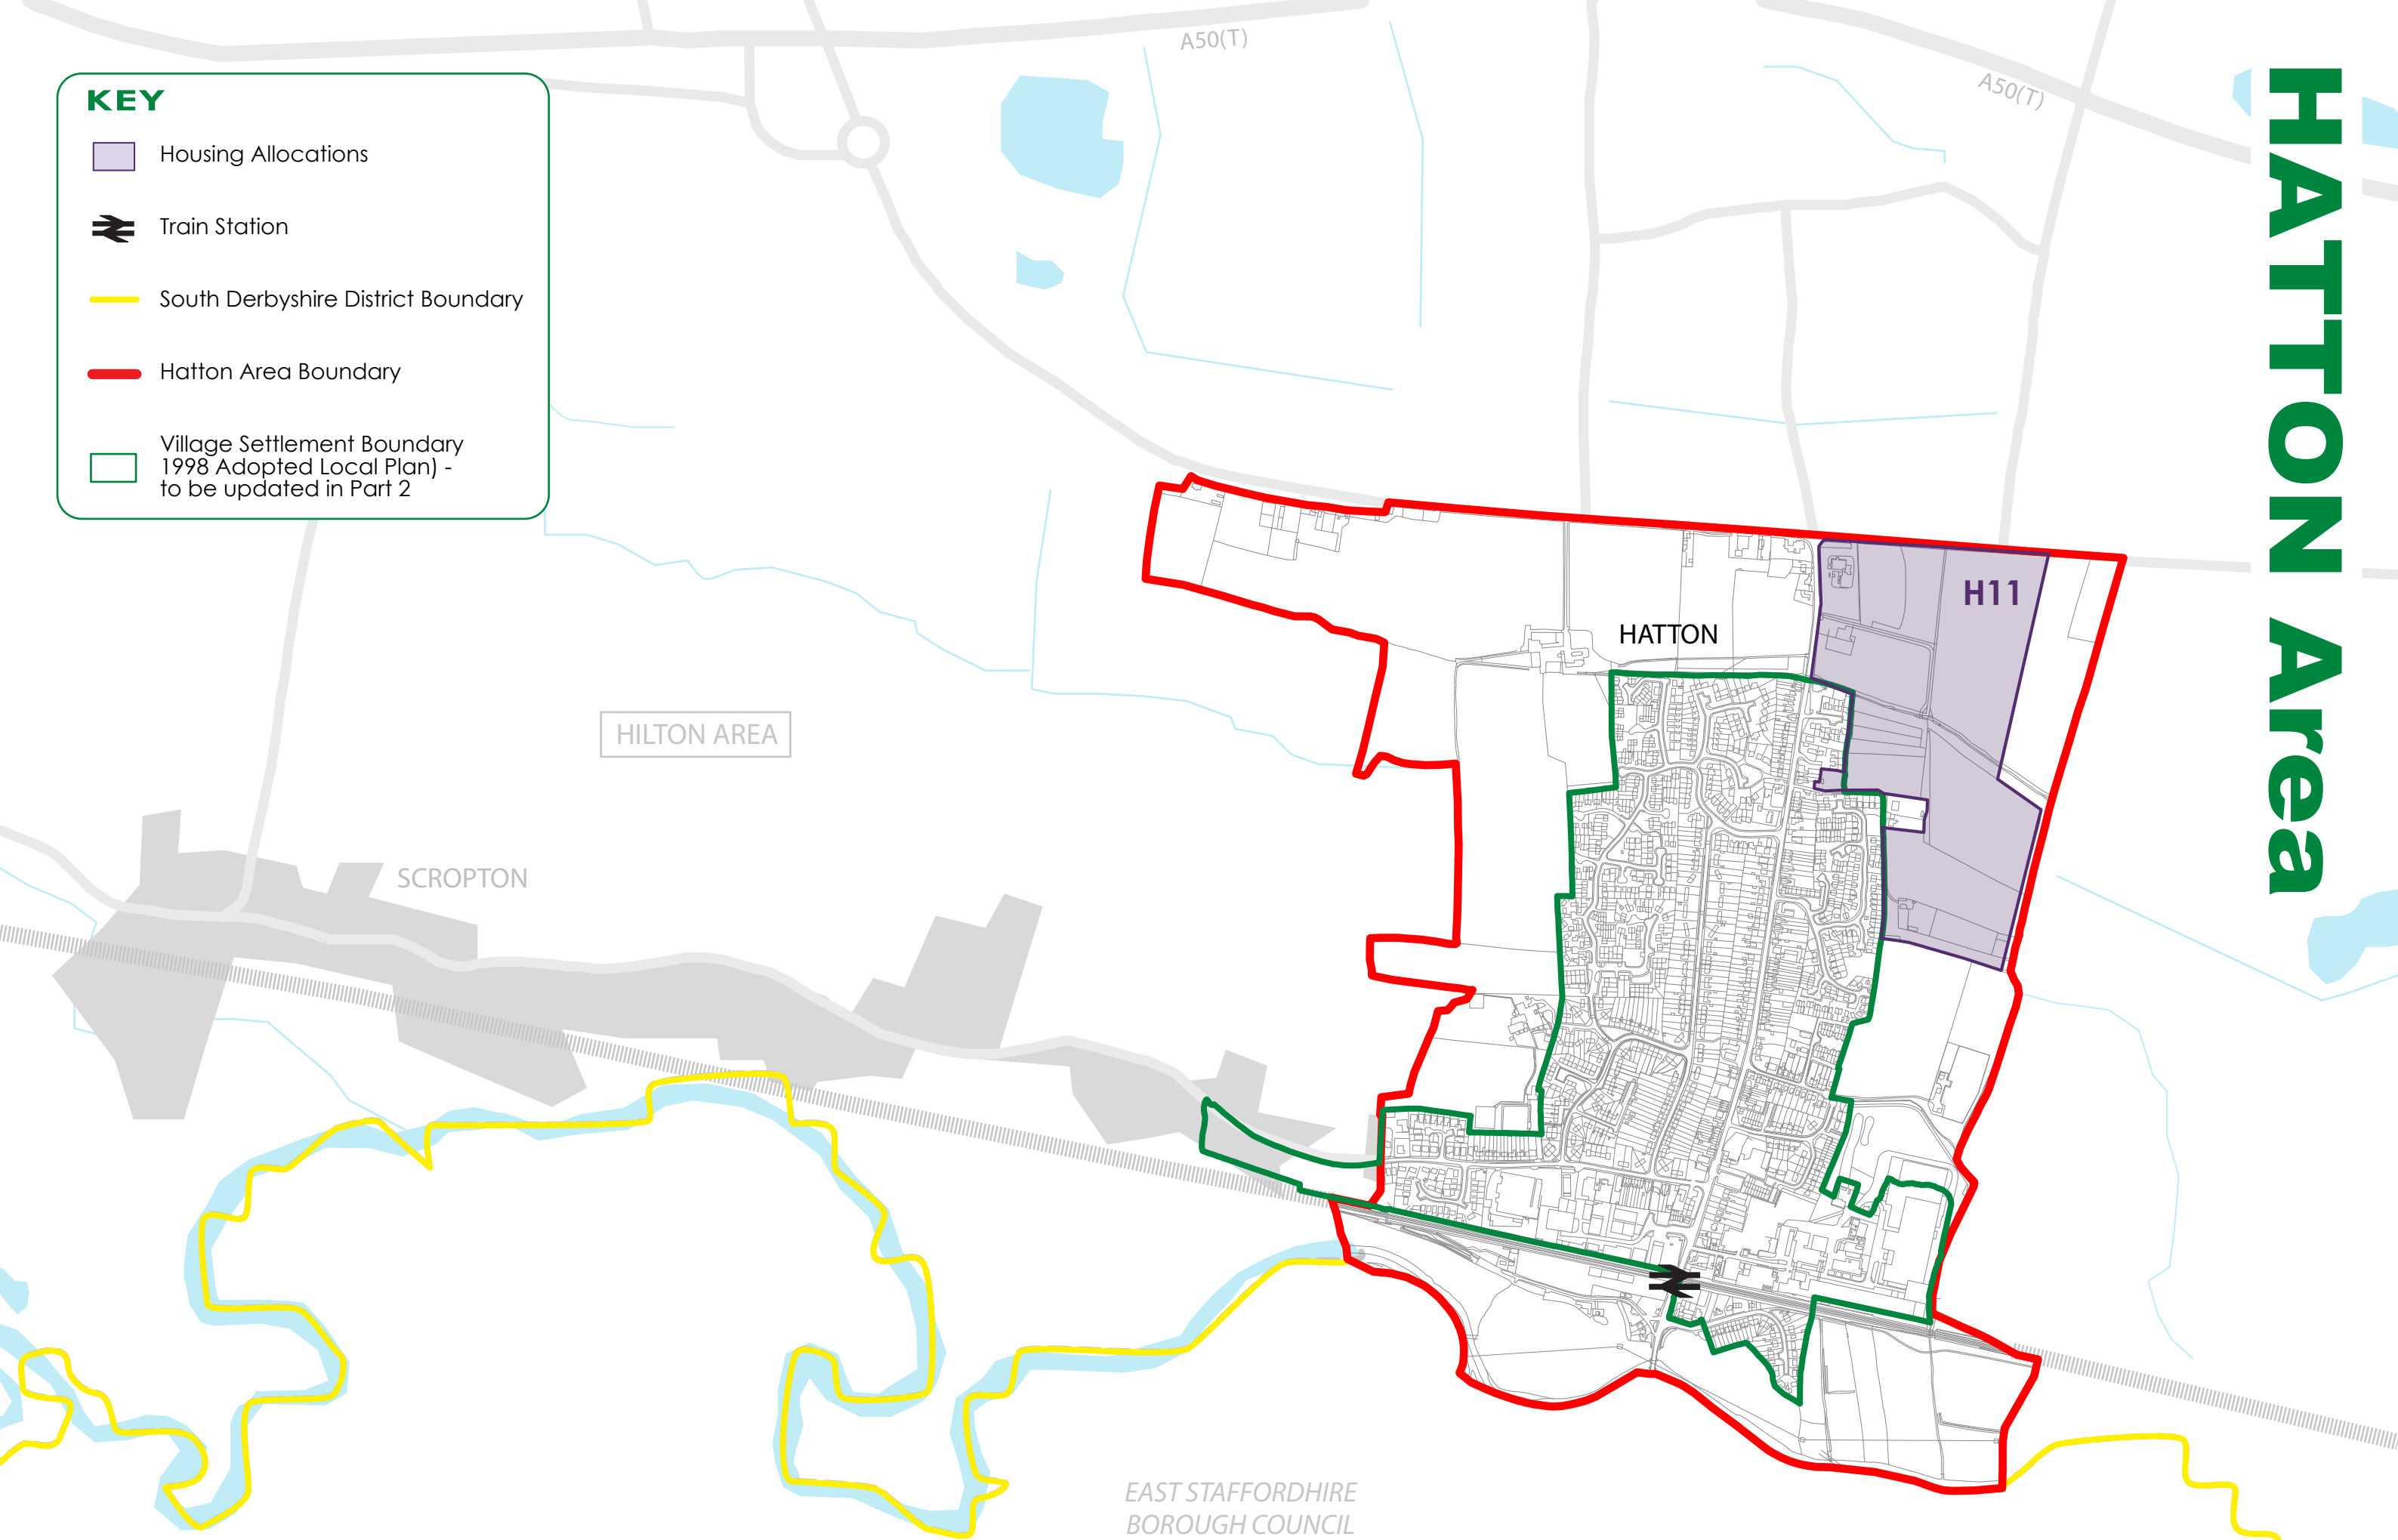 A50(T)
A50(T)
KEY
Housing Allocations
Train Station
South Derbyshire District Boundary
Hatton Area Boundary
Village Settlement Boundary
1998 Adopted Local Plan) -
to be updated in Part 2
HATTON Area
H11
HATTON
HILTON AREA
SCROPTON
EAST STAFFORDHIRE
BOROUGH COUNCIL